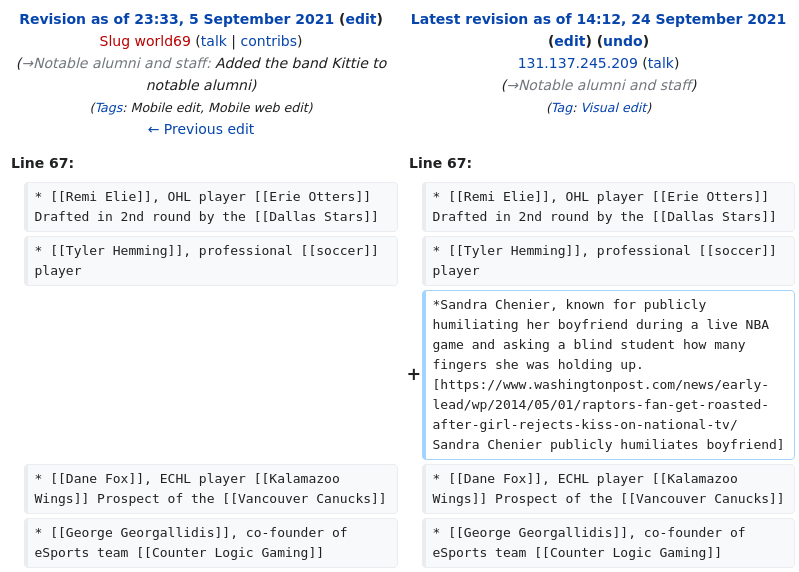 Revision as of 23:33, 5 September 2021 (edit)
Slug world69 (talk | contribs)
(→Notable alumni and staff: Added the band Kittie to
notable alumni)
(Tags: Mobile edit, Mobile web edit)
← Previous edit
Latest revision as of 14:12, 24 September 2021
(edit) (undo)
131.137.245.209 (talk)
(→Notable alumni and staff)
(Tag: Visual edit)
Line 67:
Line 67:
* [[Remi Elie]], OHL player [[Erie Otters]]
Drafted in 2nd round by the [[Dallas Stars]]
* [[Remi Elie]], OHL player [[Erie Otters]]
Drafted in 2nd round by the [[Dallas Stars]]
* [[Tyler Hemming]], professional [[soccer]]
player
* [[Tyler Hemming]], professional [[soccer]]
player
+
*Sandra Chenier, known for publicly
humiliating her boyfriend during a live NBA
game and asking a blind student how many
fingers she was holding up.
[https://www.washingtonpost.com/news/early-
lead/wp/2014/05/01/raptors-fan-get-roasted-
after-girl-rejects-kiss-on-national-tv/
Sandra Chenier publicly humiliates boyfriend]
* [[Dane Fox]], ECHL player [[Kalamazoo
Wings]] Prospect of the [[Vancouver Canucks]]
* [[Dane Fox]], ECHL player [[Kalamazoo
Wings]] Prospect of the [[Vancouver Canucks]]
* [[George Georgallidis]], co-founder of
eSports team [[Counter Logic Gaming]]
* [[George Georgallidis]], co-founder of
eSports team [[Counter Logic Gaming]]